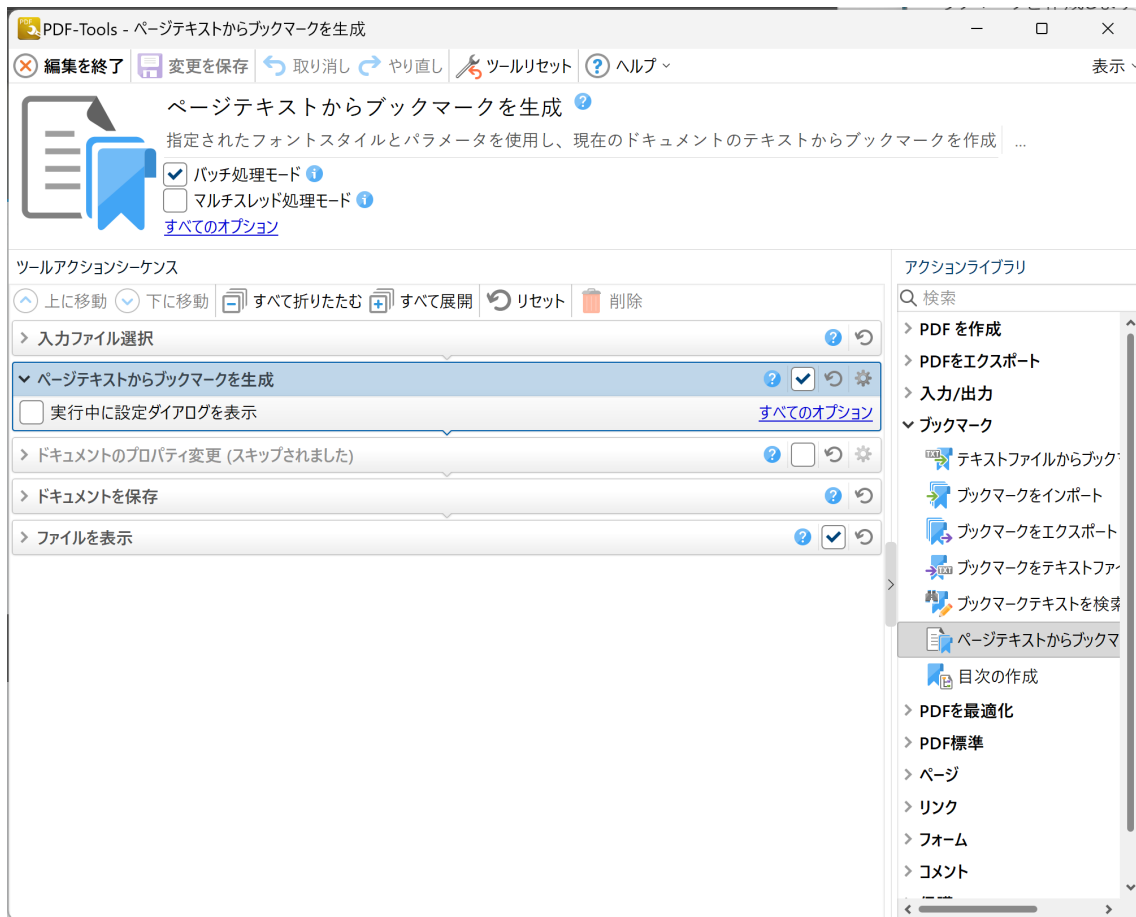 PDF-Tools - ページテキストからブックマークを生成
編集を終了 変更を保存 取り消し やり直し ツールリセット ヘルプ 表示
ページテキストからブックマークを生成
指定されたフォントスタイルとパラメータを使用し、現在のドキュメントのテキストからブックマークを作成 ...
バッチ処理モード
マルチスレッド処理モード
すべてのオプション
ツールアクションシーケンス
上に移動 下に移動 すべて折りたたむ すべて展開 リセット 削除
入力ファイル選択
ページテキストからブックマークを生成
実行中に設定ダイアログを表示 すべてのオプション
ドキュメントのプロパティ変更 (スキップされました)
ドキュメントを保存
ファイルを表示
アクションライブラリ
検索
PDF を作成
PDFをエクスポート
入力/出力
ブックマーク
テキストファイルからブック
ブックマークをインポート
ブックマークをエクスポート
ブックマークをテキストファ
ブックマークテキストを検索
ページテキストからブックマ
目次の作成
PDFを最適化
PDF標準
ページ
リンク
フォーム
コメント